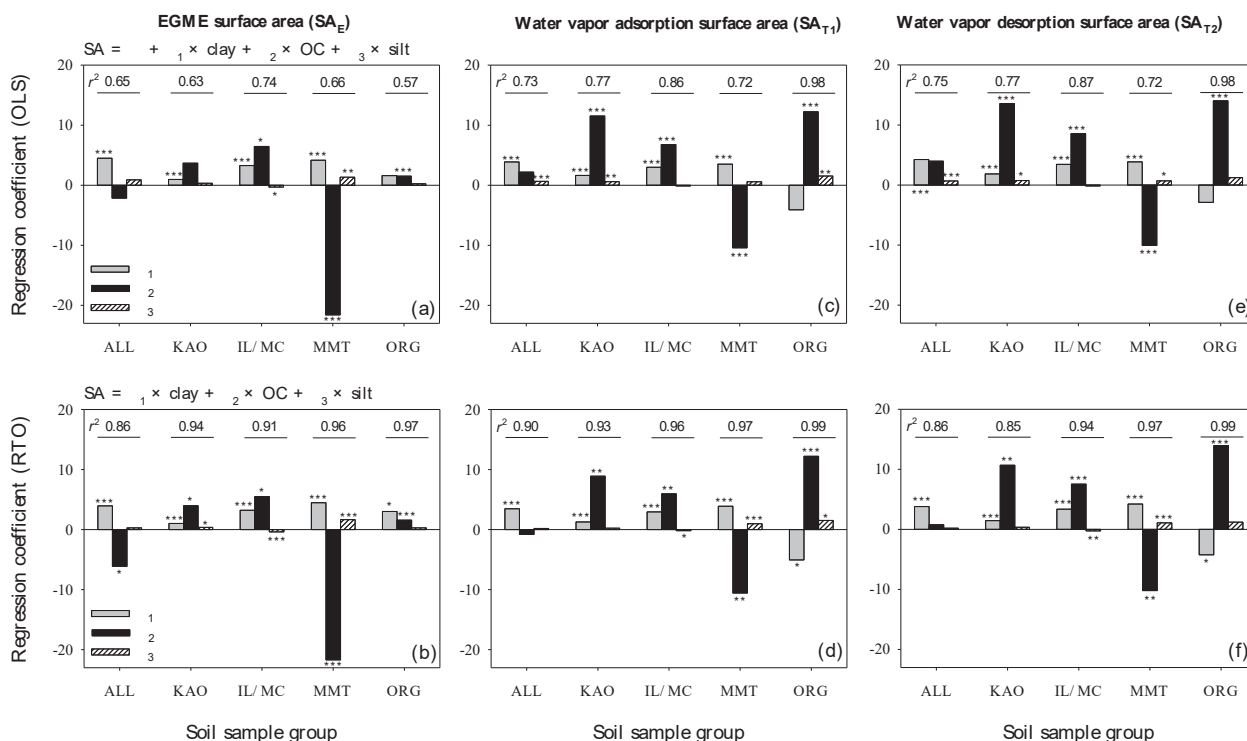 EGME surface area (SA_E)
Water vapor adsorption surface area (SA_T1)
Water vapor desorption surface area (SA_T2)
SA = + 1 × clay + 2 × OC + 3 × silt
Regression coefficient (OLS)
r² 0.65 0.63 0.74 0.66 0.57
20
10
0
-10
-20
*** *** *** * * *** *** ** ***
1
2
3
(a)
ALL KAO IL/MC MMT ORG
r² 0.73 0.77 0.86 0.72 0.98
20
10
0
-10
-20
*** *** *** *** ** *** *** *** *** *** **
(c)
ALL KAO IL/MC MMT ORG
r² 0.75 0.77 0.87 0.72 0.98
20
10
0
-10
-20
*** *** *** *** * *** *** *** *** * ***
(e)
ALL KAO IL/MC MMT ORG
SA = 1 × clay + 2 × OC + 3 × silt
Regression coefficient (RTO)
r² 0.86 0.94 0.91 0.96 0.97
20
10
0
-10
-20
*** * *** * * *** * *** *** *** *** * ***
1
2
3
(b)
ALL KAO IL/MC MMT ORG
Soil sample group
r² 0.90 0.93 0.96 0.97 0.99
20
10
0
-10
-20
*** *** ** *** ** * *** ** *** * *** *
(d)
ALL KAO IL/MC MMT ORG
Soil sample group
r² 0.86 0.85 0.94 0.97 0.99
20
10
0
-10
-20
*** *** ** *** *** ** *** ** *** * ***
(f)
ALL KAO IL/MC MMT ORG
Soil sample group